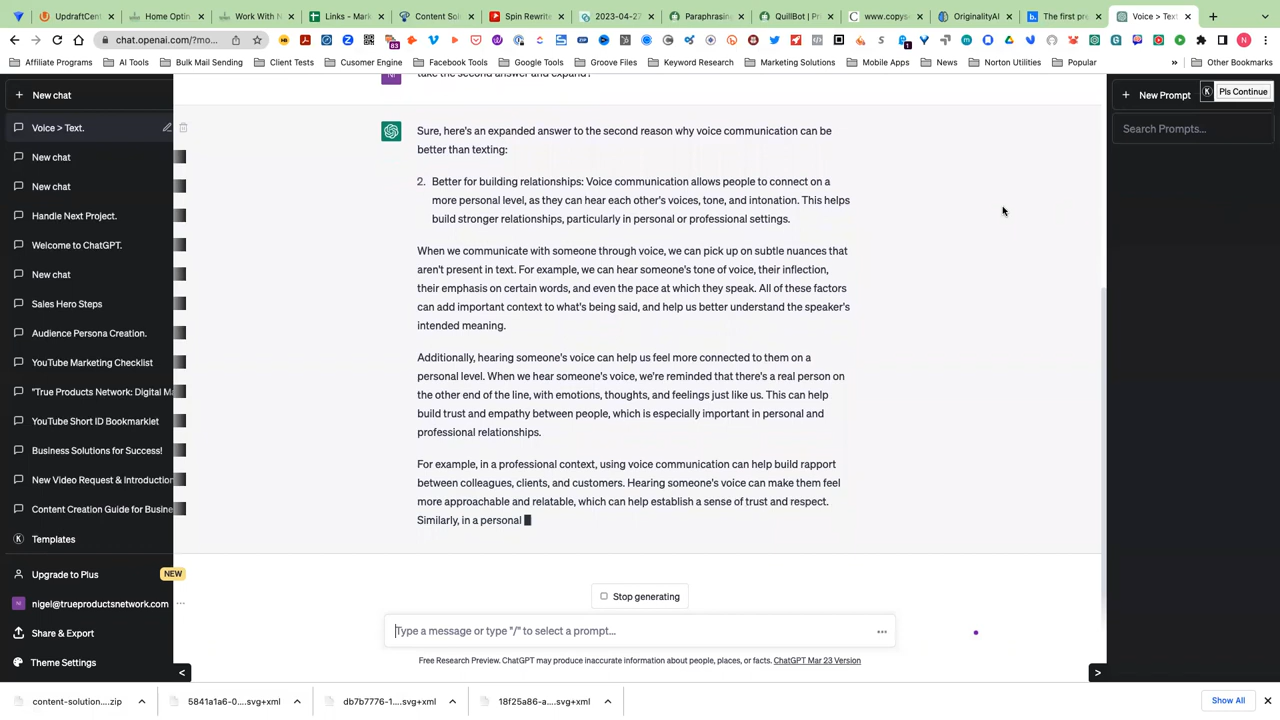 UpdraftCent
Home Optin
Work With N
Links – Mark
Content Solu
Spin Rewrite
2023-04-27
Paraphrasing
QuillBot | Pri
www.copys
OriginalityAI
The first pre
Voice > Text
chat.openai.com/?mo...
Affiliate Programs
AI Tools
Bulk Mail Sending
Client Tests
Cusomer Engine
Facebook Tools
Google Tools
Groove Files
Keyword Research
Marketing Solutions
Mobile Apps
News
Norton Utilities
Popular
»
Other Bookmarks
+ New chat
Voice > Text.
New chat
New chat
Handle Next Project.
Welcome to ChatGPT.
New chat
Sales Hero Steps
Audience Persona Creation.
YouTube Marketing Checklist
"True Products Network: Digital Ma
YouTube Short ID Bookmarklet
Business Solutions for Success!
New Video Request & Introduction
Content Creation Guide for Busine
Templates
Upgrade to Plus NEW
nigel@trueproductsnetwork.com ...
Share & Export
Theme Settings
take the second answer and expand?
Sure, here's an expanded answer to the second reason why voice communication can be
better than texting:
2. Better for building relationships: Voice communication allows people to connect on a
more personal level, as they can hear each other's voices, tone, and intonation. This helps
build stronger relationships, particularly in personal or professional settings.
When we communicate with someone through voice, we can pick up on subtle nuances that
aren't present in text. For example, we can hear someone's tone of voice, their inflection,
their emphasis on certain words, and even the pace at which they speak. All of these factors
can add important context to what's being said, and help us better understand the speaker's
intended meaning.
Additionally, hearing someone's voice can help us feel more connected to them on a
personal level. When we hear someone's voice, we're reminded that there's a real person on
the other end of the line, with emotions, thoughts, and feelings just like us. This can help
build trust and empathy between people, which is especially important in personal and
professional relationships.
For example, in a professional context, using voice communication can help build rapport
between colleagues, clients, and customers. Hearing someone's voice can make them feel
more approachable and relatable, which can help establish a sense of trust and respect.
Similarly, in a personal
Stop generating
Type a message or type "/" to select a prompt...
Free Research Preview. ChatGPT may produce inaccurate information about people, places, or facts. ChatGPT Mar 23 Version
+ New Prompt
Pls Continue
Search Prompts...
<
>
content-solution....zip
5841a1a6-0....svg+xml
db7b7776-1....svg+xml
18f25a86-a....svg+xml
Show All